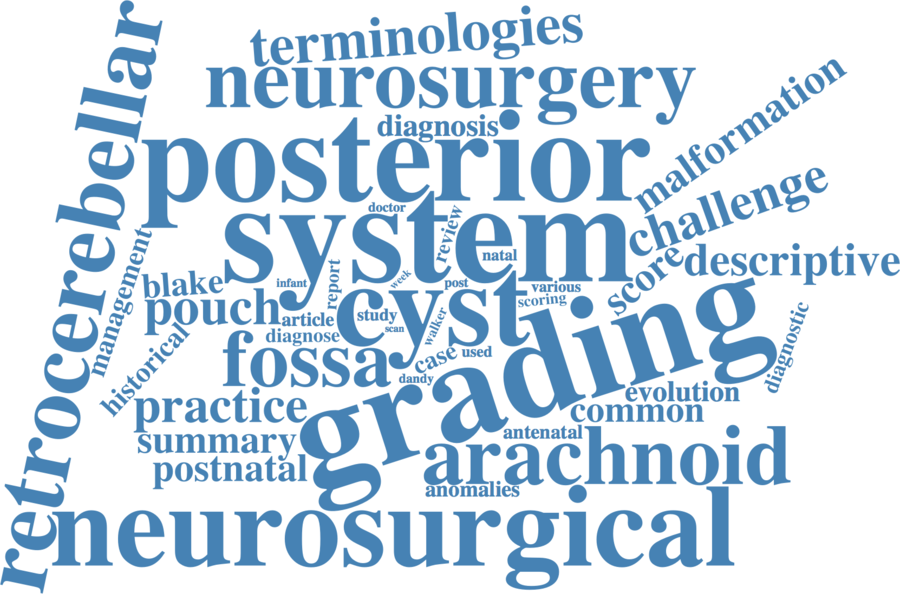 terminologies
neurosurgery
retrocerebellar
diagnosis
malformation
posterior
challenge
doctor
system
review
natal
score
descriptive
management
blake
infant
report
week
post
various
scoring
pouch
cyst
article
study
scan
walker
diagnose
historical
fossa
case
used
dandy
grading
diagnostic
evolution
practice
common
summary
antenatal
postnatal
arachnoid
anomalies
neurosurgical